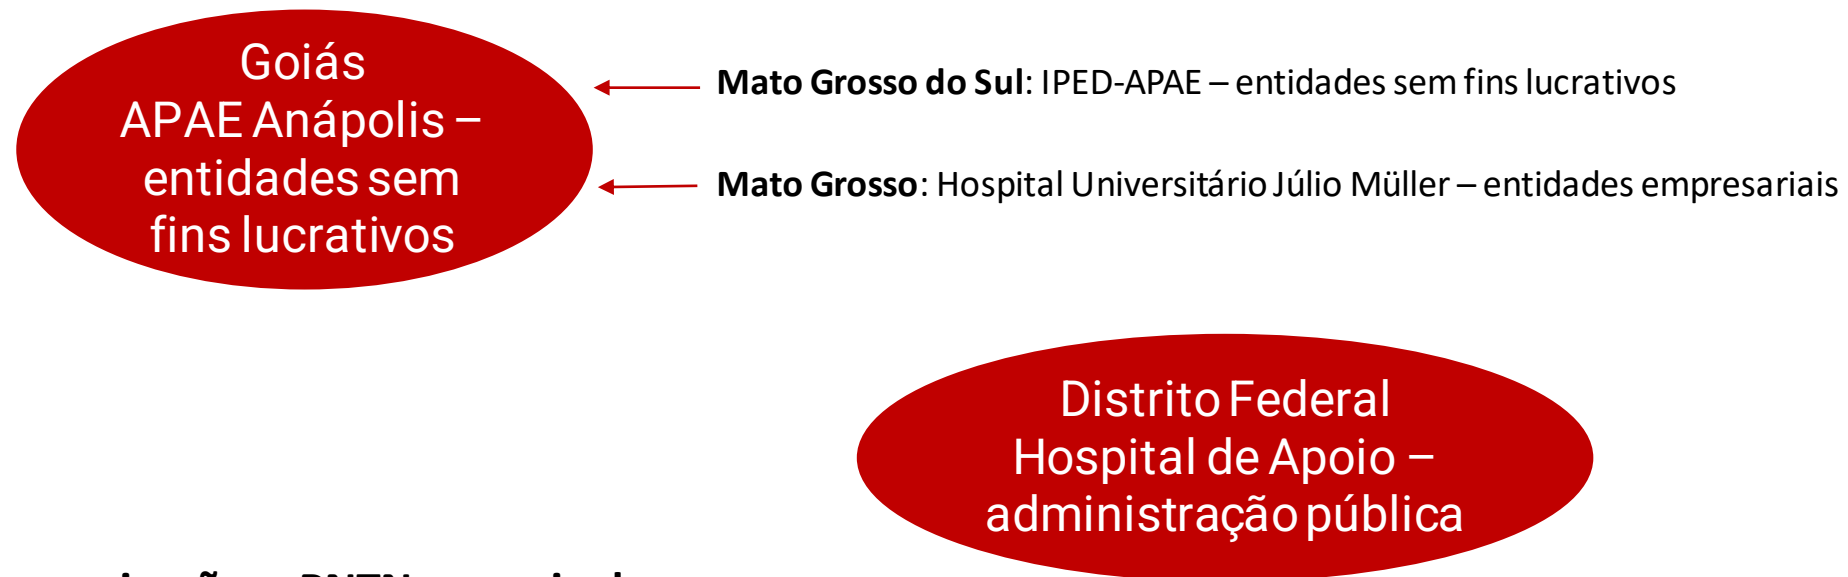 Goiás
APAE Anápolis –
entidades sem
fins lucrativos
Mato Grosso do Sul: IPED-APAE – entidades sem fins lucrativos
Mato Grosso: Hospital Universitário Júlio Müller – entidades empresariais
Distrito Federal
Hospital de Apoio –
administração pública